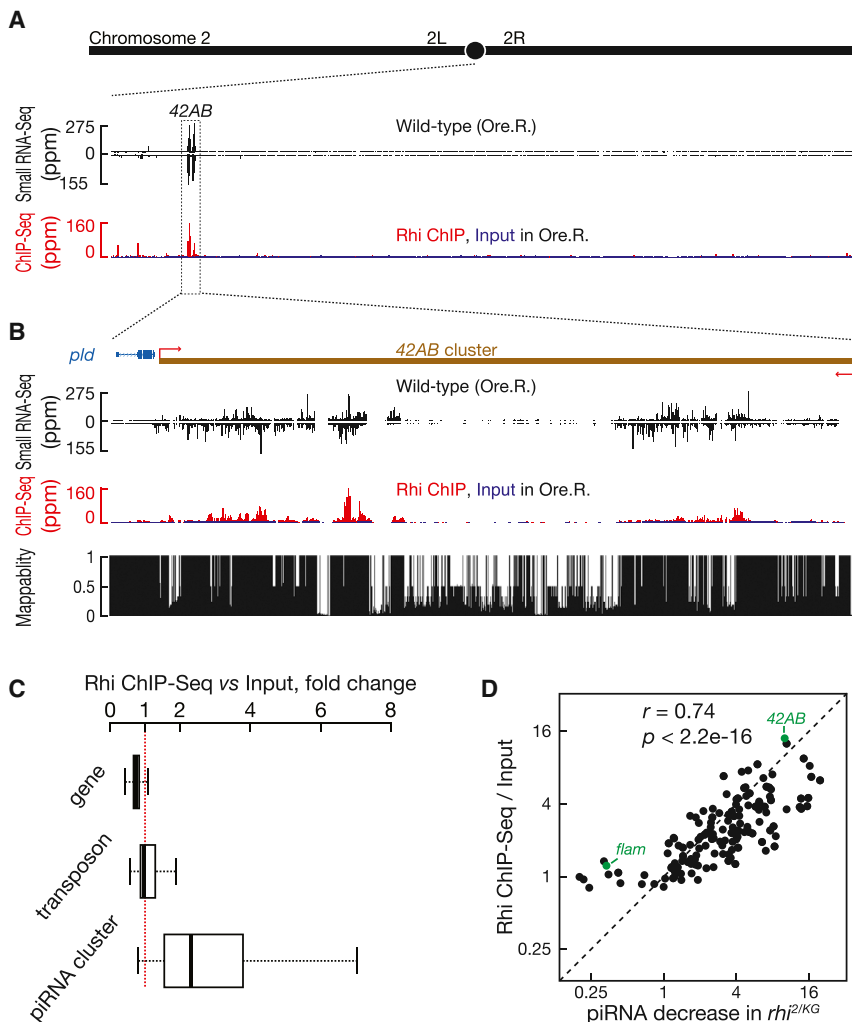 A
Chromosome 2
2L
2R
42AB
Small RNA-Seq
(ppm)
275
0
155
Wild-type (Ore.R.)
ChIP-Seq
(ppm)
160
0
Rhi ChIP, Input in Ore.R.
B
pld
42AB cluster
Small RNA-Seq
(ppm)
275
0
155
Wild-type (Ore.R.)
ChIP-Seq
(ppm)
160
0
Rhi ChIP, Input in Ore.R.
Mappablity
1
0.5
0
C
Rhi ChIP-Seq vs Input, fold change
0 1 2 4 6 8
gene
transposon
piRNA cluster
D
r = 0.74
p < 2.2e-16
42AB
flam
Rhi ChIP-Seq / Input
16
4
1
0.25
0.25 1 4 16
piRNA decrease in rhi2/KG